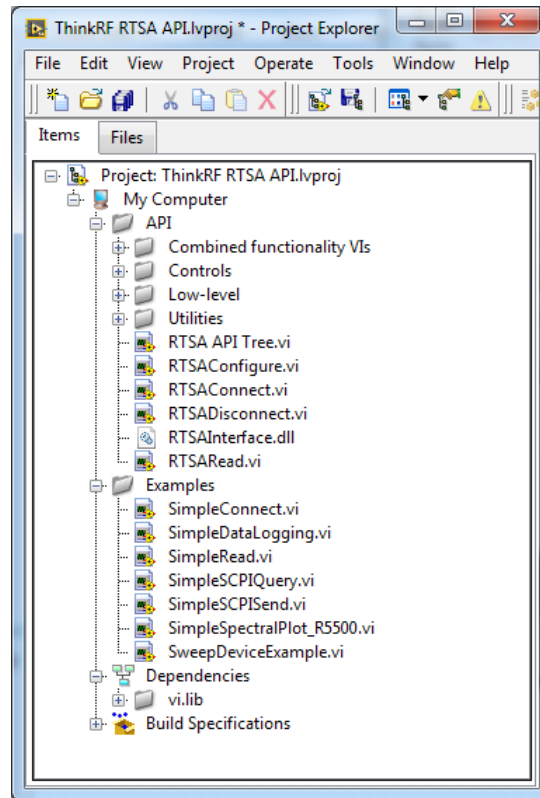 ThinkRF RTSA API.lvproj * - Project Explorer
File Edit View Project Operate Tools Window Help
Items Files
Project: ThinkRF RTSA API.lvproj
My Computer
API
Combined functionality VIs
Controls
Low-level
Utilities
RTSA API Tree.vi
RTSAConfigure.vi
RTSAConnect.vi
RTSADisconnect.vi
RTSAInterface.dll
RTSARead.vi
Examples
SimpleConnect.vi
SimpleDataLogging.vi
SimpleRead.vi
SimpleSCPIQuery.vi
SimpleSCPISend.vi
SimpleSpectralPlot_R5500.vi
SweepDeviceExample.vi
Dependencies
vi.lib
Build Specifications